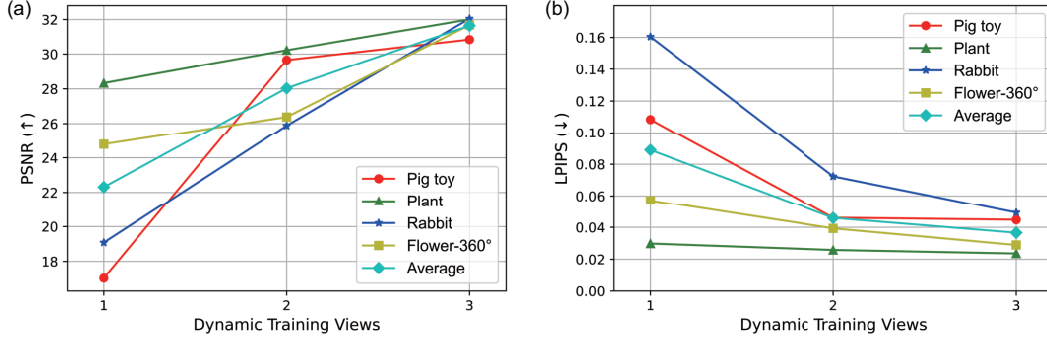 (a)
32
30
28
26
24
22
20
18
PSNR (↑)
1
2
3
Dynamic Training Views
Pig toy
Plant
Rabbit
Flower-360°
Average
(b)
0.16
0.14
0.12
0.10
0.08
0.06
0.04
0.02
0.00
LPIPS (↓)
1
2
3
Dynamic Training Views
Pig toy
Plant
Rabbit
Flower-360°
Average